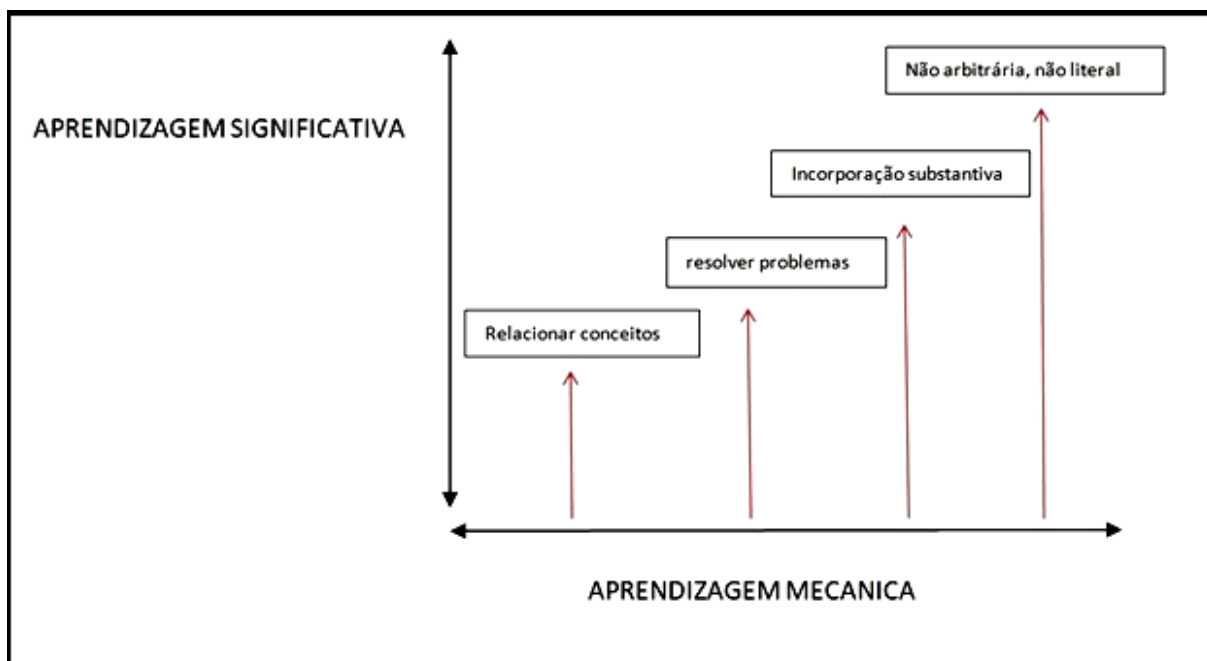 Não arbitrária, não literal
APRENDIZAGEM SIGNIFICATIVA
Incorporação substantiva
resolver problemas
Relacionar conceitos
APRENDIZAGEM MECANICA